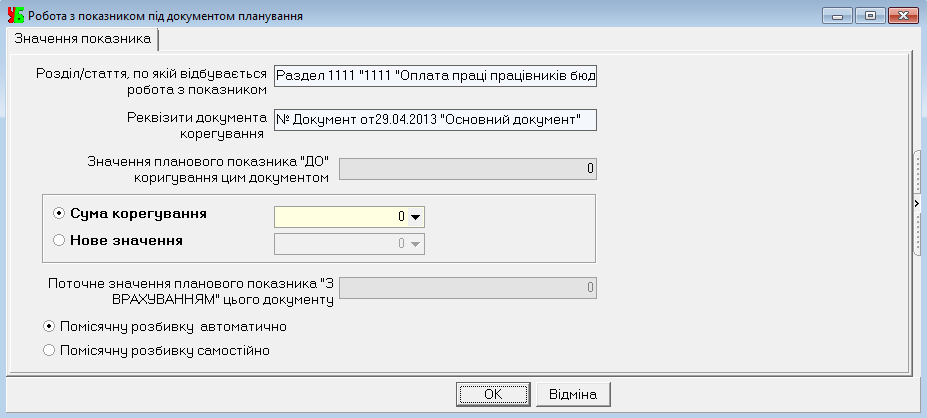 УБ Робота з показником під документом планування
Значення показника
Розділ/стаття, по якій відбувається
робота з показником
Раздел 1111 "1111 "Оплата праці працівників бюд
Реквізити документа
корегування
№ Документ от29.04.2013 "Основний документ"
Значення планового показника "ДО"
коригування цим документом
0
Сума корегування
0
Нове значення
0
Поточне значення планового показника "З
ВРАХУВАННЯМ" цього документу
0
Помісячну розбивку автоматично
Помісячну розбивку самостійно
OK
Відміна